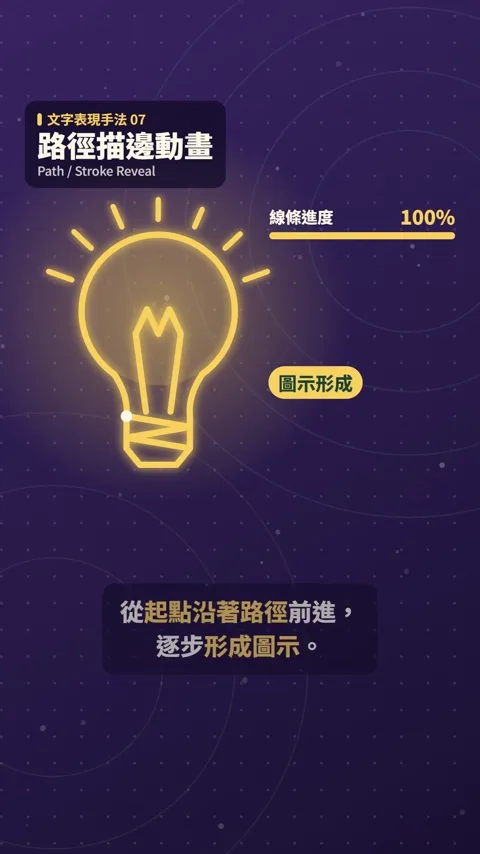 文字表現手法 07
路徑描邊動畫
Path / Stroke Reveal
線條進度 100%
圖示形成
從起點沿著路徑前進，
逐步形成圖示。